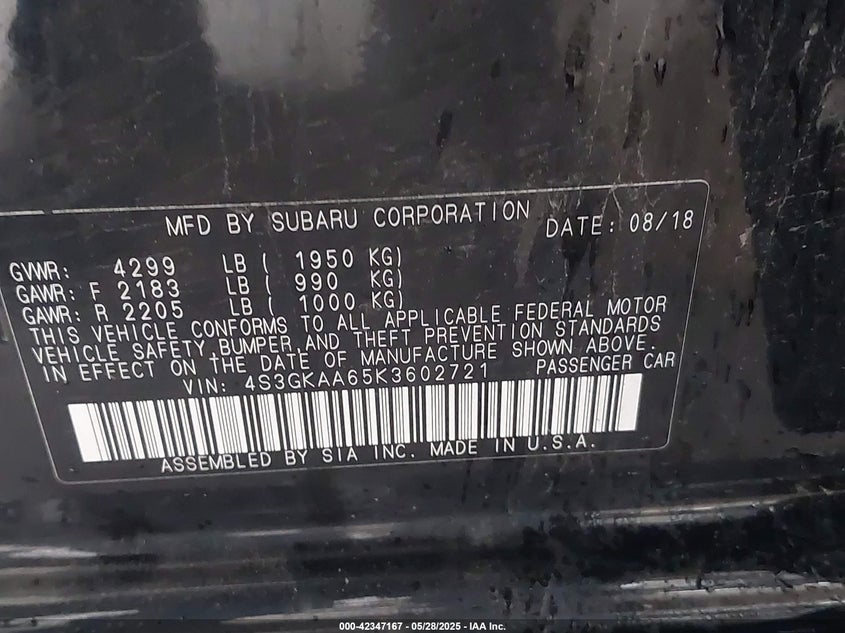 MFD BY SUBARU CORPORATION DATE: 08/18
GVWR: 4299 LB ( 1950 KG)
GAWR: F 2183 LB ( 990 KG)
GAWR: R 2205 LB ( 1000 KG)
THIS VEHICLE CONFORMS TO ALL APPLICABLE FEDERAL MOTOR
VEHICLE SAFETY, BUMPER, AND THEFT PREVENTION STANDARDS
IN EFFECT ON THE DATE OF MANUFACTURE SHOWN ABOVE.
VIN: 4S3GKAA65K3602721 PASSENGER CAR
ASSEMBLED BY SIA INC. MADE IN U.S.A.
000-42347167 - 05/28/2025 - IAA Inc.